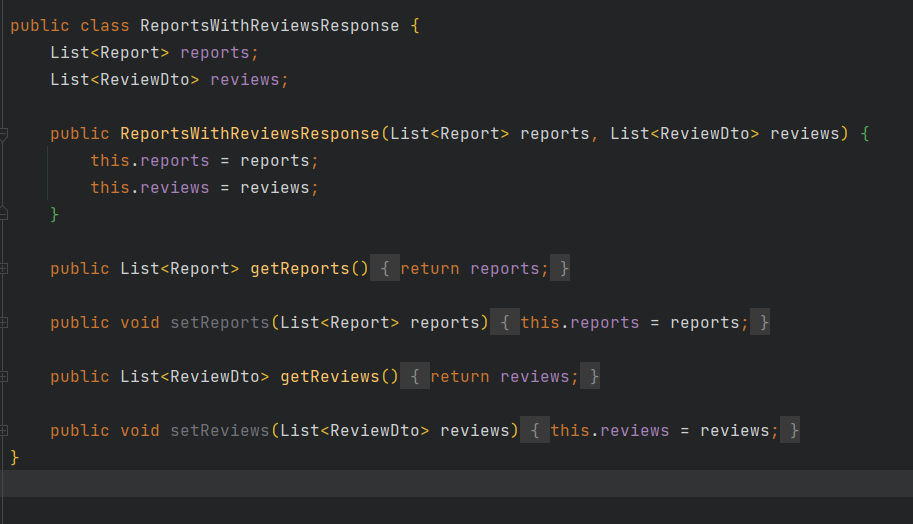 public class ReportsWithReviewsResponse {
List<Report> reports;
List<ReviewDto> reviews;
public ReportsWithReviewsResponse(List<Report> reports, List<ReviewDto> reviews) {
this.reports = reports;
this.reviews = reviews;
}
public List<Report> getReports() { return reports; }
public void setReports(List<Report> reports) { this.reports = reports; }
public List<ReviewDto> getReviews() { return reviews; }
public void setReviews(List<ReviewDto> reviews) { this.reviews = reviews; }
}